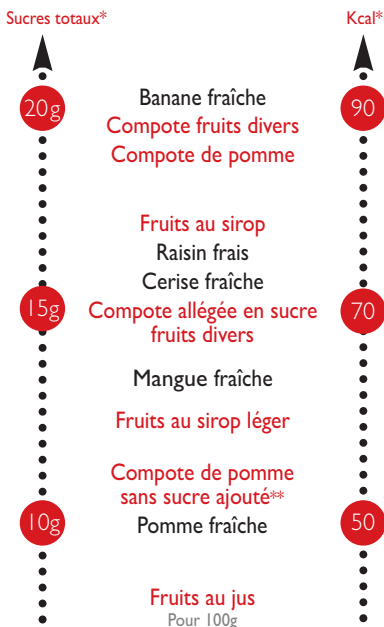 Sucres totaux*
Kcal*
20g
Banane fraîche
90
Compote fruits divers
Compote de pomme
Fruits au sirop
Raisin frais
Cerise fraîche
15g
Compote allégée en sucre
70
fruits divers
Mangue fraîche
Fruits au sirop léger
Compote de pomme
sans sucre ajouté**
10g
Pomme fraîche
50
Fruits au jus
Pour 100g